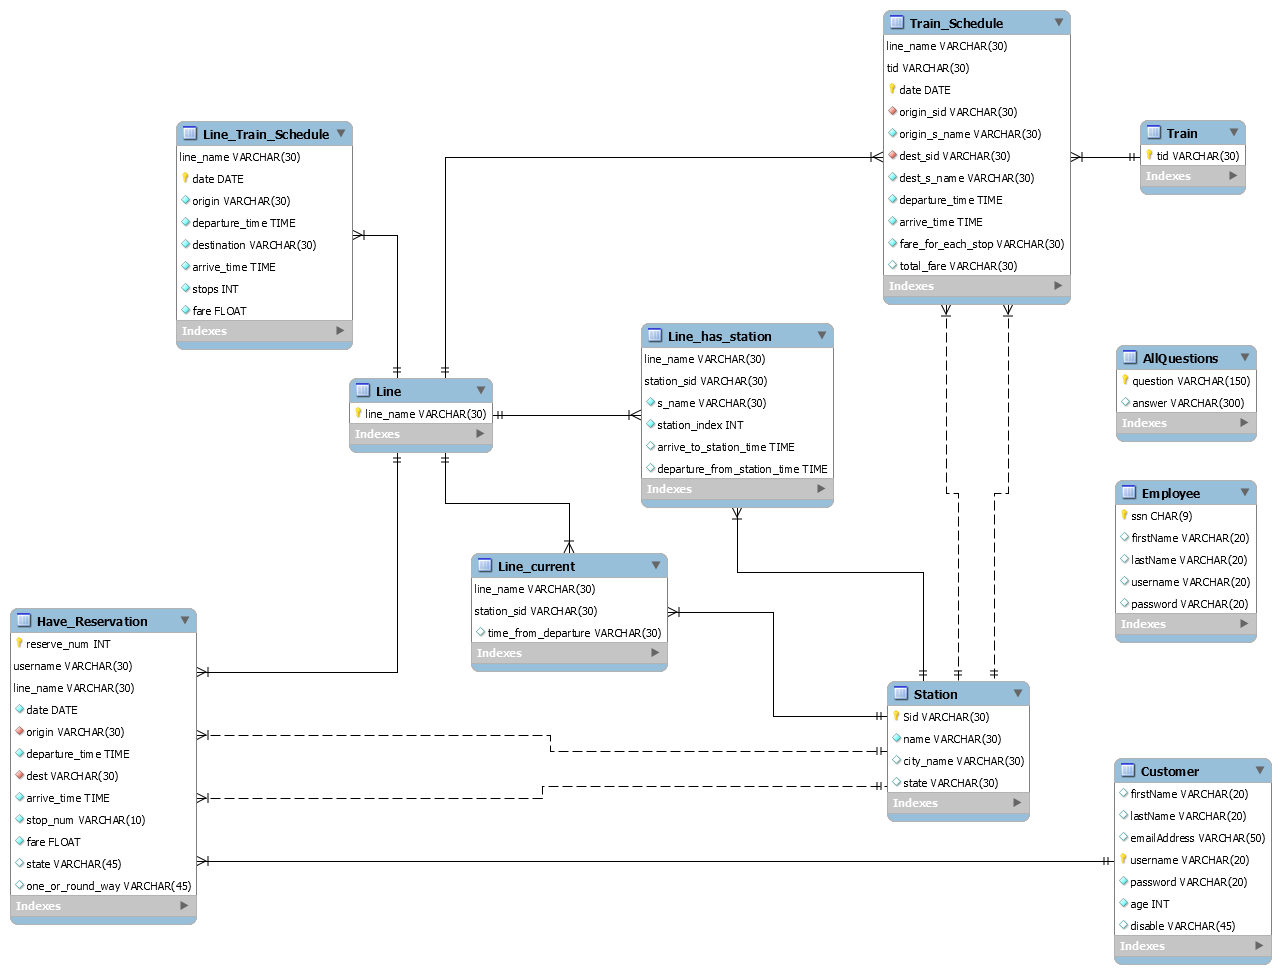 Train_Schedule
line_name VARCHAR(30)
tid VARCHAR(30)
date DATE
origin_sid VARCHAR(30)
origin_s_name VARCHAR(30)
dest_sid VARCHAR(30)
dest_s_name VARCHAR(30)
departure_time TIME
arrive_time TIME
fare_for_each_stop VARCHAR(30)
total_fare VARCHAR(30)
Indexes
Train
tid VARCHAR(30)
Indexes
Line_Train_Schedule
line_name VARCHAR(30)
date DATE
origin VARCHAR(30)
departure_time TIME
destination VARCHAR(30)
arrive_time TIME
stops INT
fare FLOAT
Indexes
Line_has_station
line_name VARCHAR(30)
station_sid VARCHAR(30)
s_name VARCHAR(30)
station_index INT
arrive_to_station_time TIME
departure_from_station_time TIME
Indexes
AllQuestions
question VARCHAR(150)
answer VARCHAR(300)
Indexes
Line
line_name VARCHAR(30)
Indexes
Employee
ssn CHAR(9)
firstName VARCHAR(20)
lastName VARCHAR(20)
username VARCHAR(20)
password VARCHAR(20)
Indexes
Line_current
line_name VARCHAR(30)
station_sid VARCHAR(30)
time_from_departure VARCHAR(30)
Indexes
Have_Reservation
reserve_num INT
username VARCHAR(30)
line_name VARCHAR(30)
date DATE
origin VARCHAR(30)
departure_time TIME
dest VARCHAR(30)
arrive_time TIME
stop_num VARCHAR(10)
fare FLOAT
state VARCHAR(45)
one_or_round_way VARCHAR(45)
Indexes
Station
Sid VARCHAR(30)
name VARCHAR(30)
city_name VARCHAR(30)
state VARCHAR(30)
Indexes
Customer
firstName VARCHAR(20)
lastName VARCHAR(20)
emailAddress VARCHAR(50)
username VARCHAR(20)
password VARCHAR(20)
age INT
disable VARCHAR(45)
Indexes